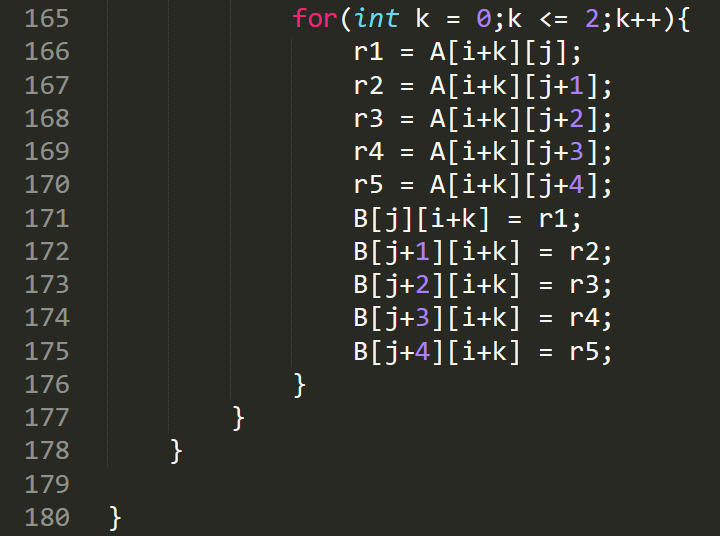 165 for(int k = 0;k <= 2;k++){
166 r1 = A[i+k][j];
167 r2 = A[i+k][j+1];
168 r3 = A[i+k][j+2];
169 r4 = A[i+k][j+3];
170 r5 = A[i+k][j+4];
171 B[j][i+k] = r1;
172 B[j+1][i+k] = r2;
173 B[j+2][i+k] = r3;
174 B[j+3][i+k] = r4;
175 B[j+4][i+k] = r5;
176 }
177 }
178 }
179
180 }